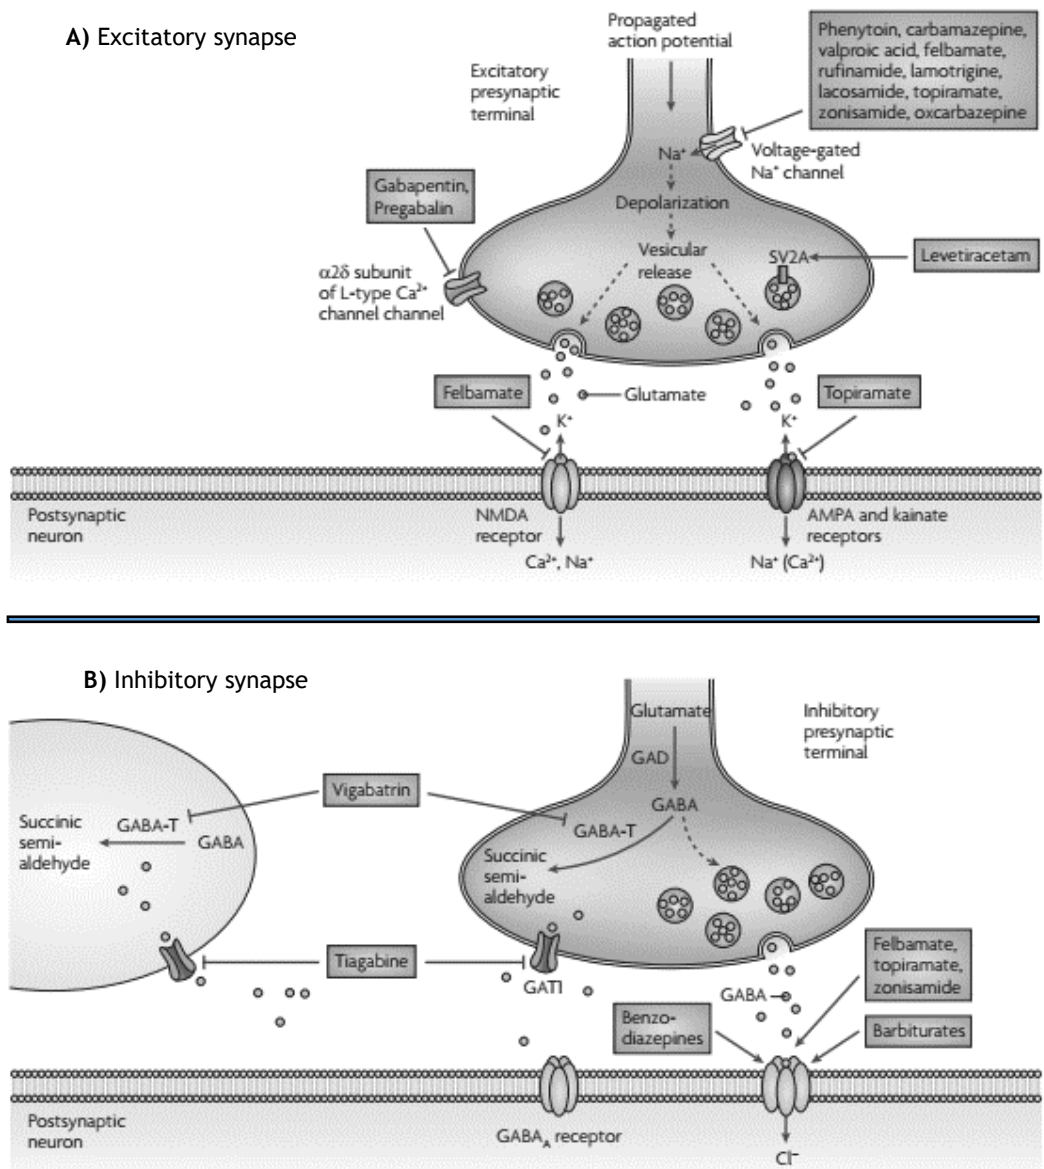 A) Excitatory synapse
Propagated
action potential
Excitatory
presynaptic
terminal
Phenytoin, carbamazepine,
valproic acid, felbamate,
rufinamide, lamotrigine,
lacosamide, topiramate,
zonisamide, oxcarbazepine
Na⁺
Voltage-gated
Na⁺ channel
Gabapentin,
Pregabalin
Depolarization
Vesicular
release
SV2A
Levetiracetam
α2δ subunit
of L-type Ca²⁺
channel channel
Felbamate
Glutamate
Topiramate
K⁺
K⁺
Postsynaptic
neuron
NMDA
receptor
AMPA and kainate
receptors
Ca²⁺, Na⁺
Na⁺ (Ca²⁺)
B) Inhibitory synapse
Glutamate
Inhibitory
presynaptic
terminal
GAD
Vigabatrin
GABA
Succinic
semi-
aldehyde
GABA-T
GABA
GABA-T
Succinic
semi-
aldehyde
Tiagabine
GAT1
GABA
Felbamate,
topiramate,
zonisamide
Benzo-
diazepines
Barbiturates
Postsynaptic
neuron
GABA_A receptor
Cl⁻